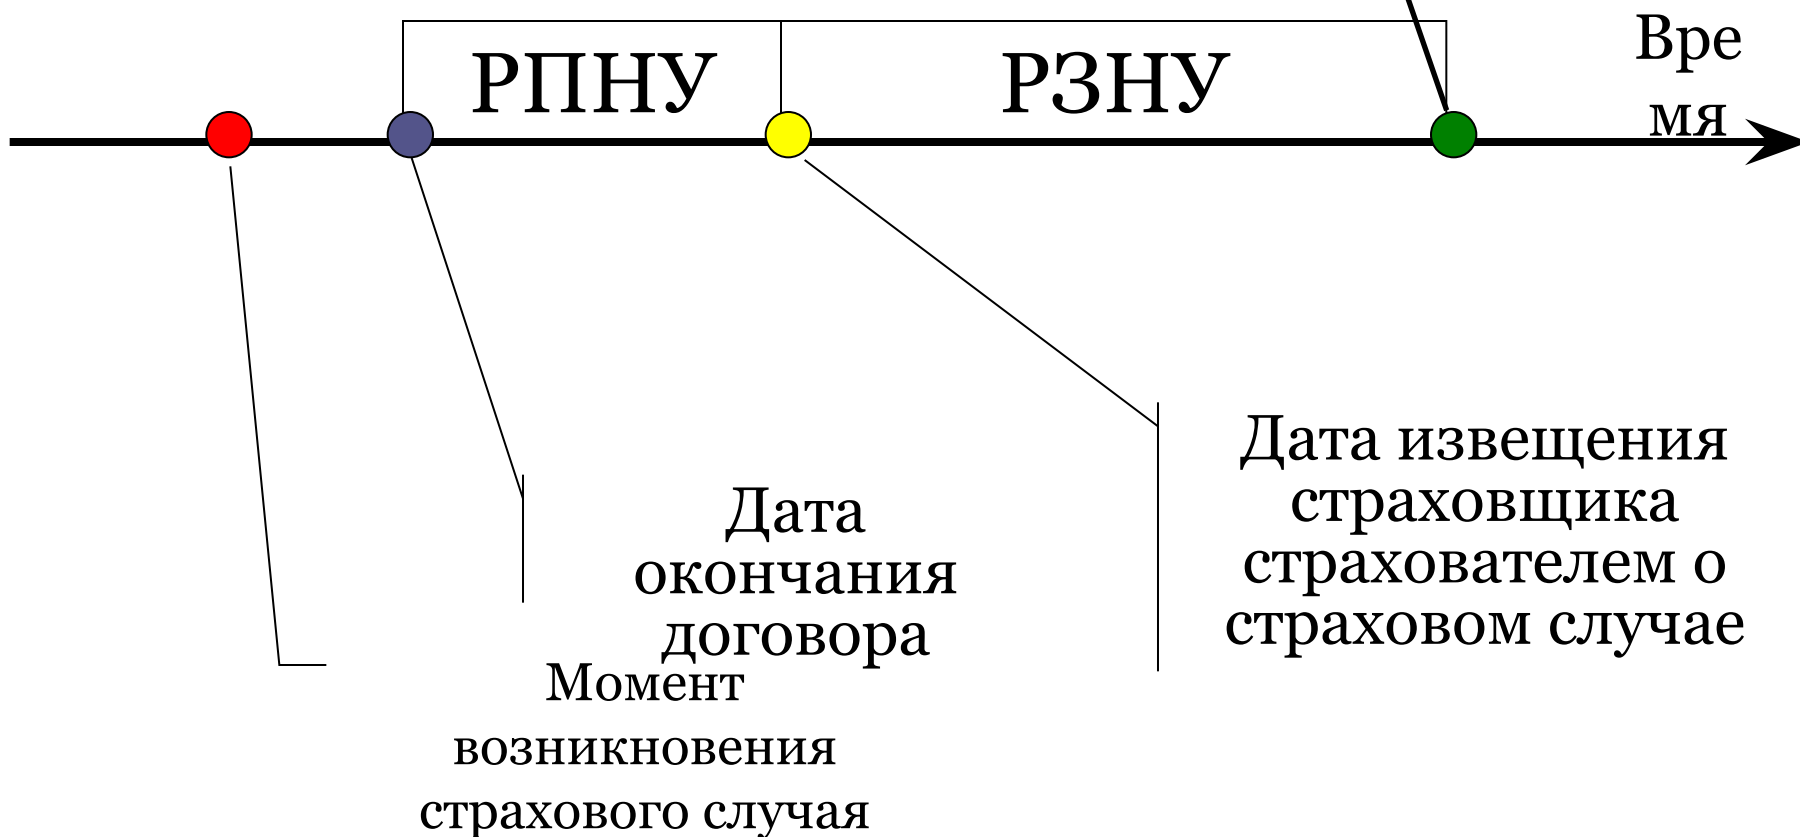 РПНУ
РЗНУ
Вре
мя
Дата извещения
страховщика
страхователем о
страховом случае
Дата
окончания
договора
Момент
возникновения
страхового случая